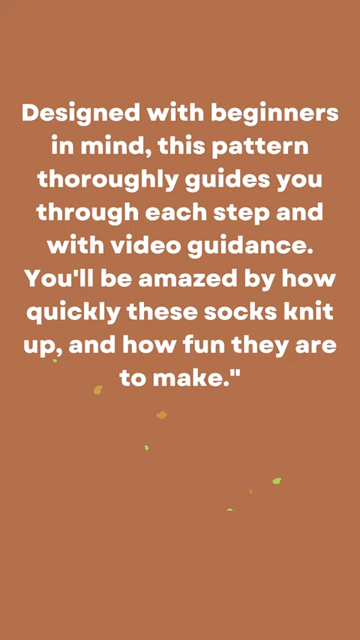 Designed with beginners
in mind, this pattern
thoroughly guides you
through each step and
with video guidance.
You'll be amazed by how
quickly these socks knit
up, and how fun they are
to make."